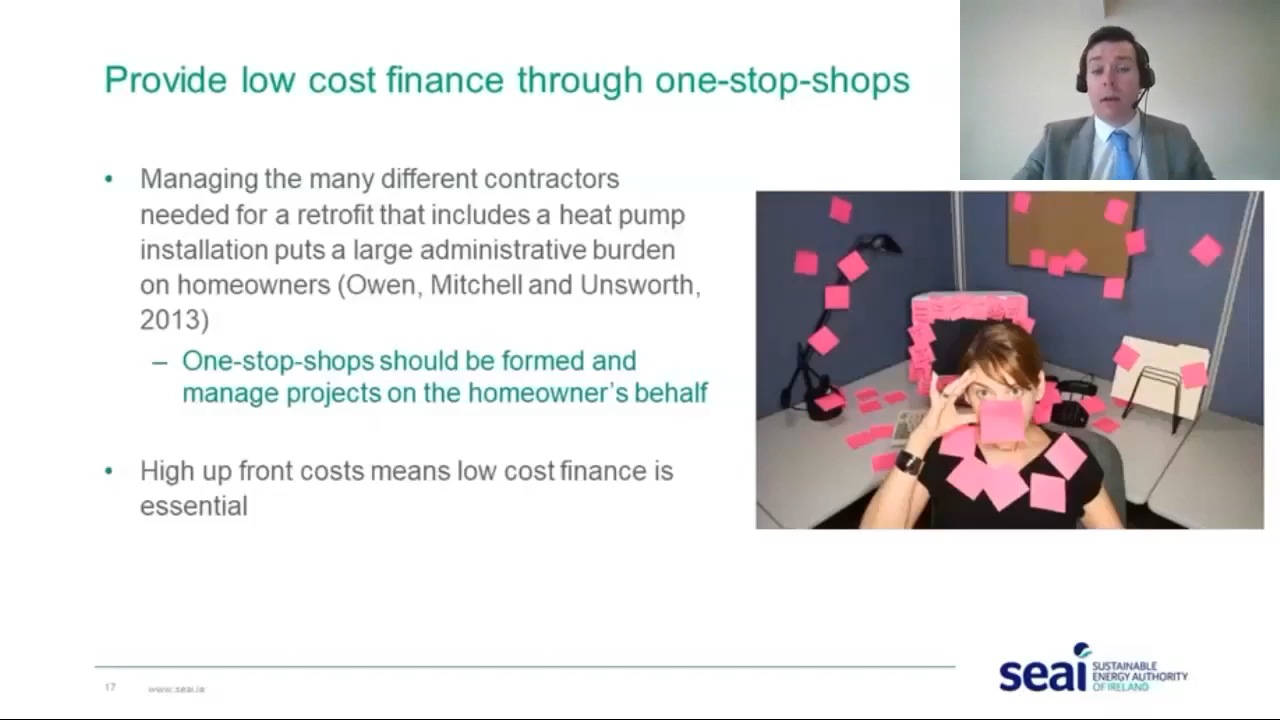 Provide low cost finance through one-stop-shops
• Managing the many different contractors
needed for a retrofit that includes a heat pump
installation puts a large administrative burden
on homeowners (Owen, Mitchell and Unsworth,
2013)
– One-stop-shops should be formed and
manage projects on the homeowner's behalf
• High up front costs means low cost finance is
essential
17 www.seai.ie
seai SUSTAINABLE
ENERGY AUTHORITY
OF IRELAND